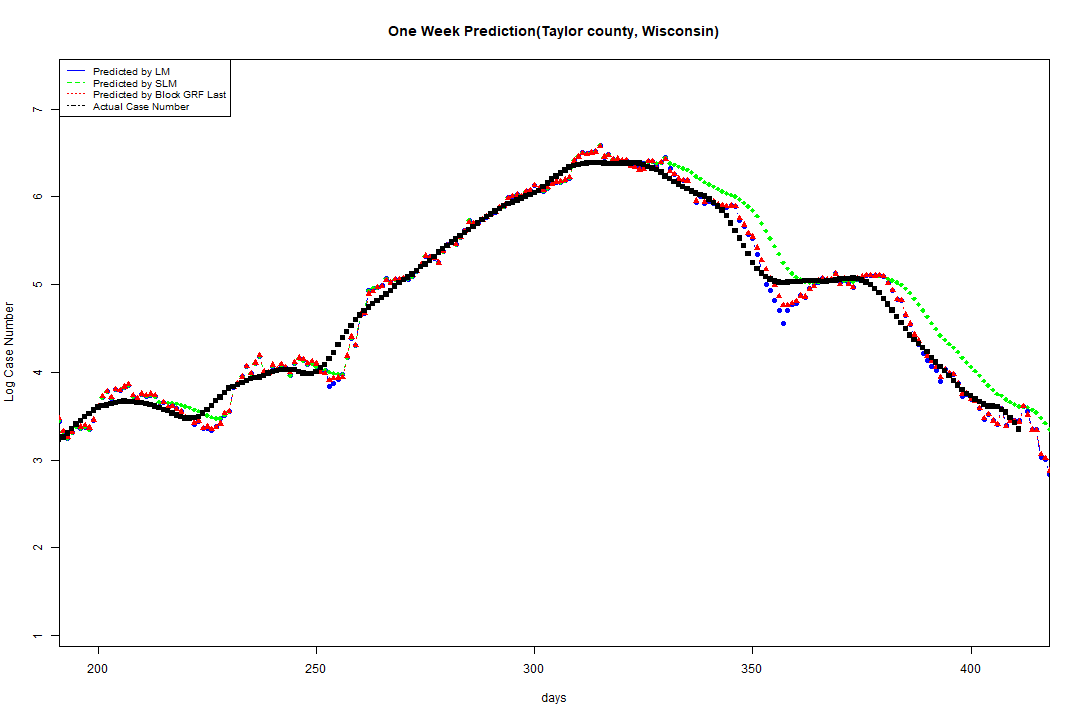 One Week Prediction(Taylor county, Wisconsin)
Predicted by LM
Predicted by SLM
Predicted by Block GRF Last
Actual Case Number
7
6
5
4
3
2
1
Log Case Number
200 250 300 350 400
days